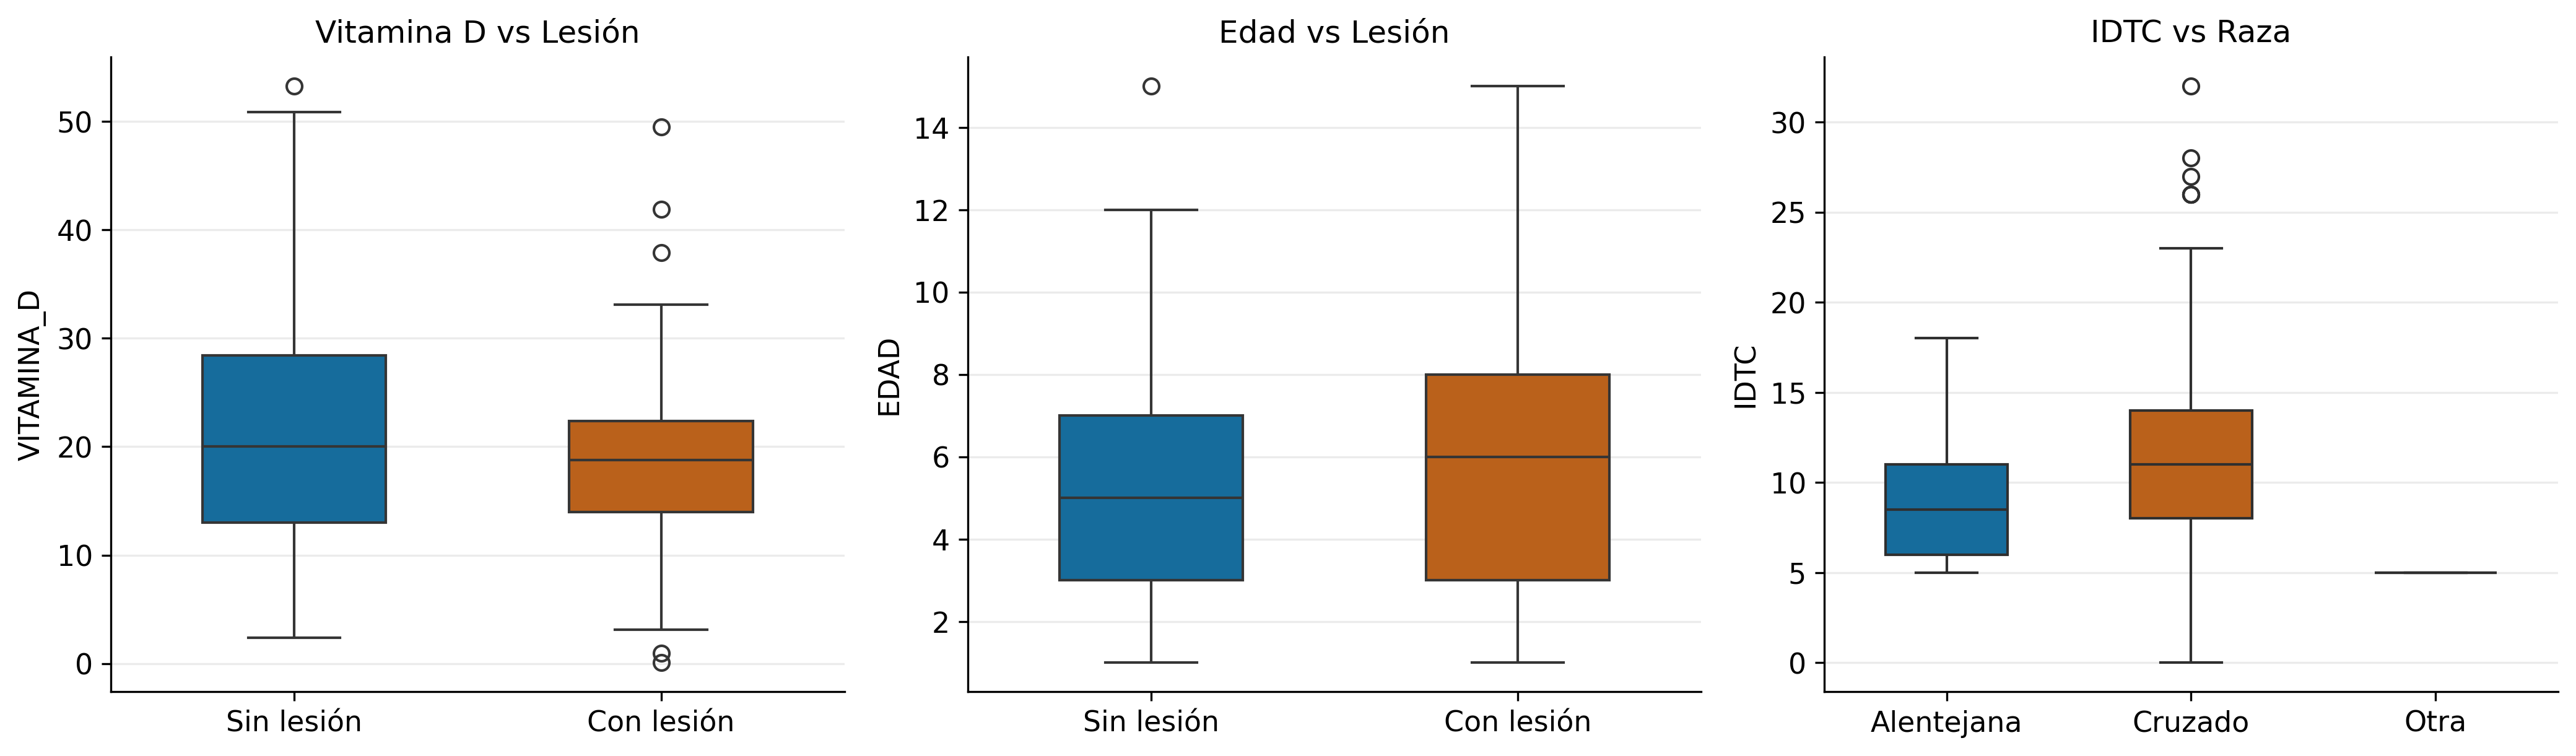 Vitamina D vs Lesión
VITAMINA_D
50
40
30
20
10
0
Sin lesión
Con lesión
Edad vs Lesión
EDAD
14
12
10
8
6
4
2
Sin lesión
Con lesión
IDTC vs Raza
IDTC
30
25
20
15
10
5
0
Alentejana
Cruzado
Otra